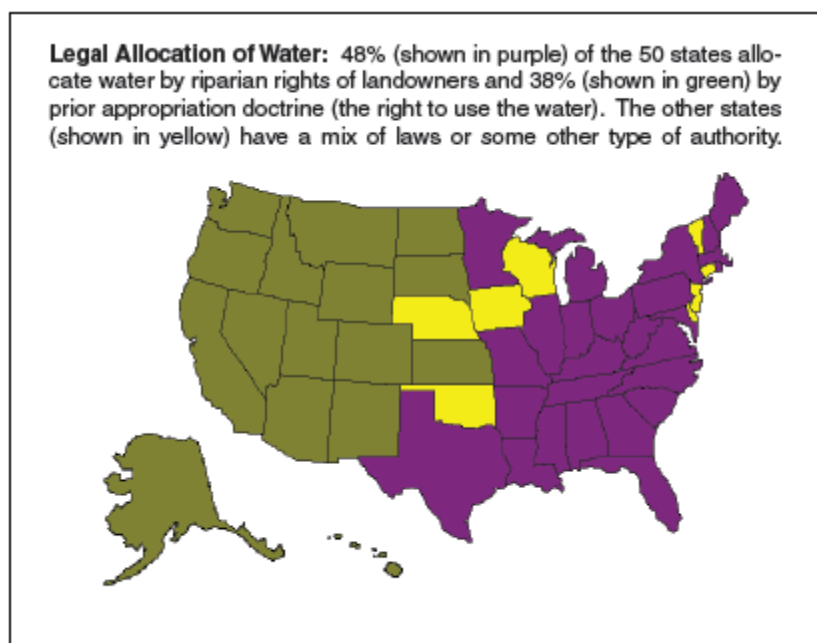 Legal Allocation of Water: 48% (shown in purple) of the 50 states allo-
cate water by riparian rights of landowners and 38% (shown in green) by
prior appropriation doctrine (the right to use the water). The other states
(shown in yellow) have a mix of laws or some other type of authority.